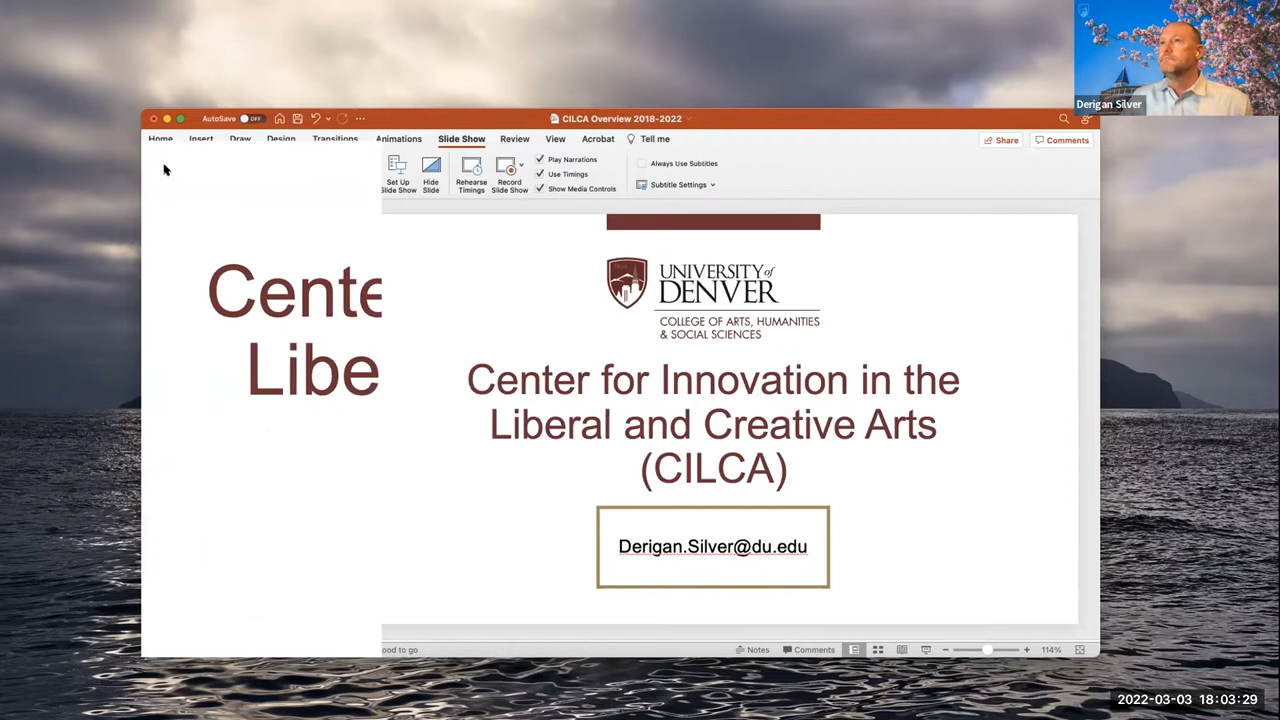 Derigan Silver
AutoSave OFF
CILCA Overview 2018-2022
Home Insert Draw Design Transitions Animations Slide Show Review View Acrobat Tell me
Share Comments
Set Up Slide Show
Hide Slide
Rehearse Timings
Record Slide Show
Play Narrations
Use Timings
Show Media Controls
Always Use Subtitles
Subtitle Settings
Cente
Libe
UNIVERSITY of
DENVER
COLLEGE OF ARTS, HUMANITIES
& SOCIAL SCIENCES
Center for Innovation in the
Liberal and Creative Arts
(CILCA)
Derigan.Silver@du.edu
ood to go
Notes Comments 114%
2022-03-03 18:03:29